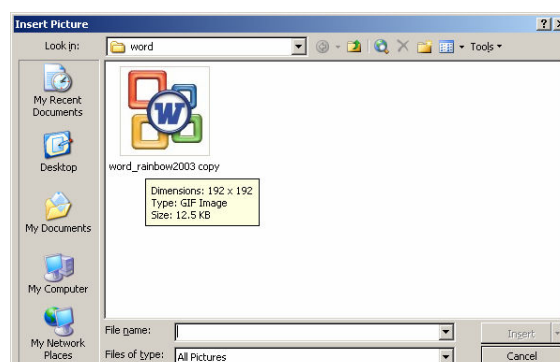 Insert Picture
Look in:
word
Tools
My Recent
Documents
Desktop
My Documents
My Computer
My Network
Places
W
word_rainbow2003 copy
Dimensions: 192 x 192
Type: GIF Image
Size: 12.5 KB
File name:
Insert
Files of type:
All Pictures
Cancel